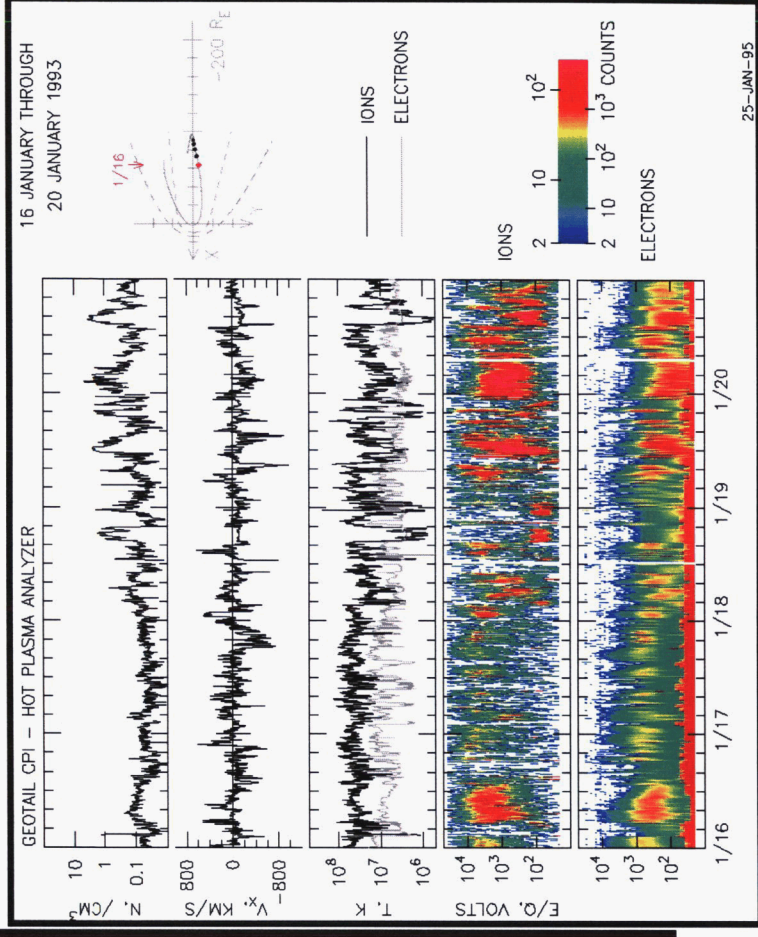 16 JANUARY THROUGH
20 JANUARY 1993
GEOTAIL CPI – HOT PLASMA ANALYZER
1/16
-200 RE
X
Y
N, /CM³
10
1
0.1
Vx, KM/S
800
0
-800
T, K
10⁸
10⁷
10⁶
IONS
ELECTRONS
E/Q, VOLTS
10⁴
10³
10²
10⁴
10³
10²
1/16
1/17
1/18
1/19
1/20
IONS
2
10
10²
2
10
10²
10³ COUNTS
ELECTRONS
25-JAN-95